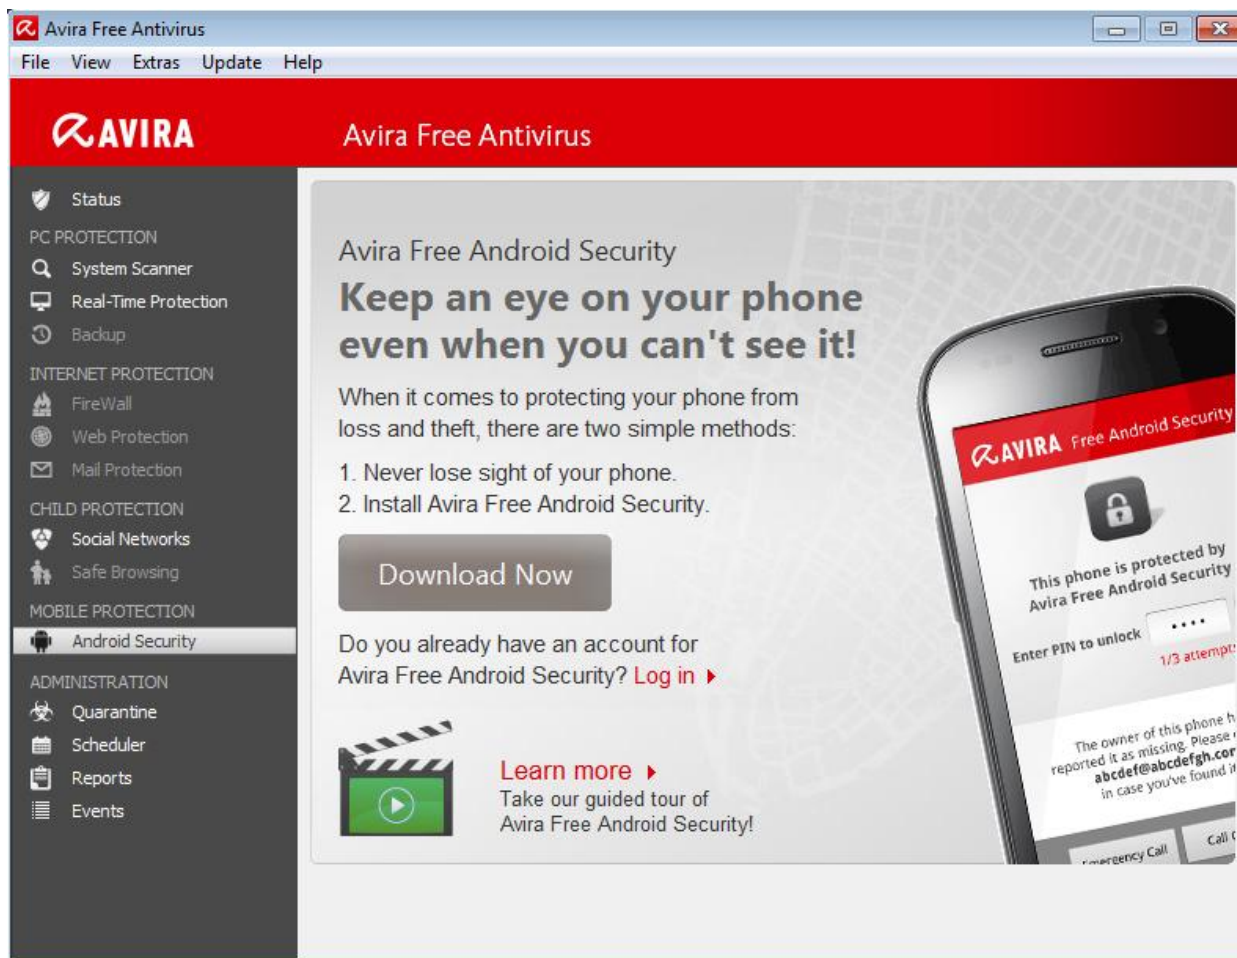 Avira Free Antivirus
File View Extras Update Help
AVIRA
Avira Free Antivirus
Status
PC PROTECTION
System Scanner
Real-Time Protection
Backup
INTERNET PROTECTION
FireWall
Web Protection
Mail Protection
CHILD PROTECTION
Social Networks
Safe Browsing
MOBILE PROTECTION
Android Security
ADMINISTRATION
Quarantine
Scheduler
Reports
Events
Avira Free Android Security
Keep an eye on your phone
even when you can't see it!
When it comes to protecting your phone from
loss and theft, there are two simple methods:
1. Never lose sight of your phone.
2. Install Avira Free Android Security.
Download Now
Do you already have an account for
Avira Free Android Security? Log in
Learn more
Take our guided tour of
Avira Free Android Security!
AVIRA Free Android Security
This phone is protected by
Avira Free Android Security
Enter PIN to unlock ····
1/3 attempt
The owner of this phone h
reported it as missing. Please
abcdef@abcdefgh.com
in case you've found i
Emergency Call
Call